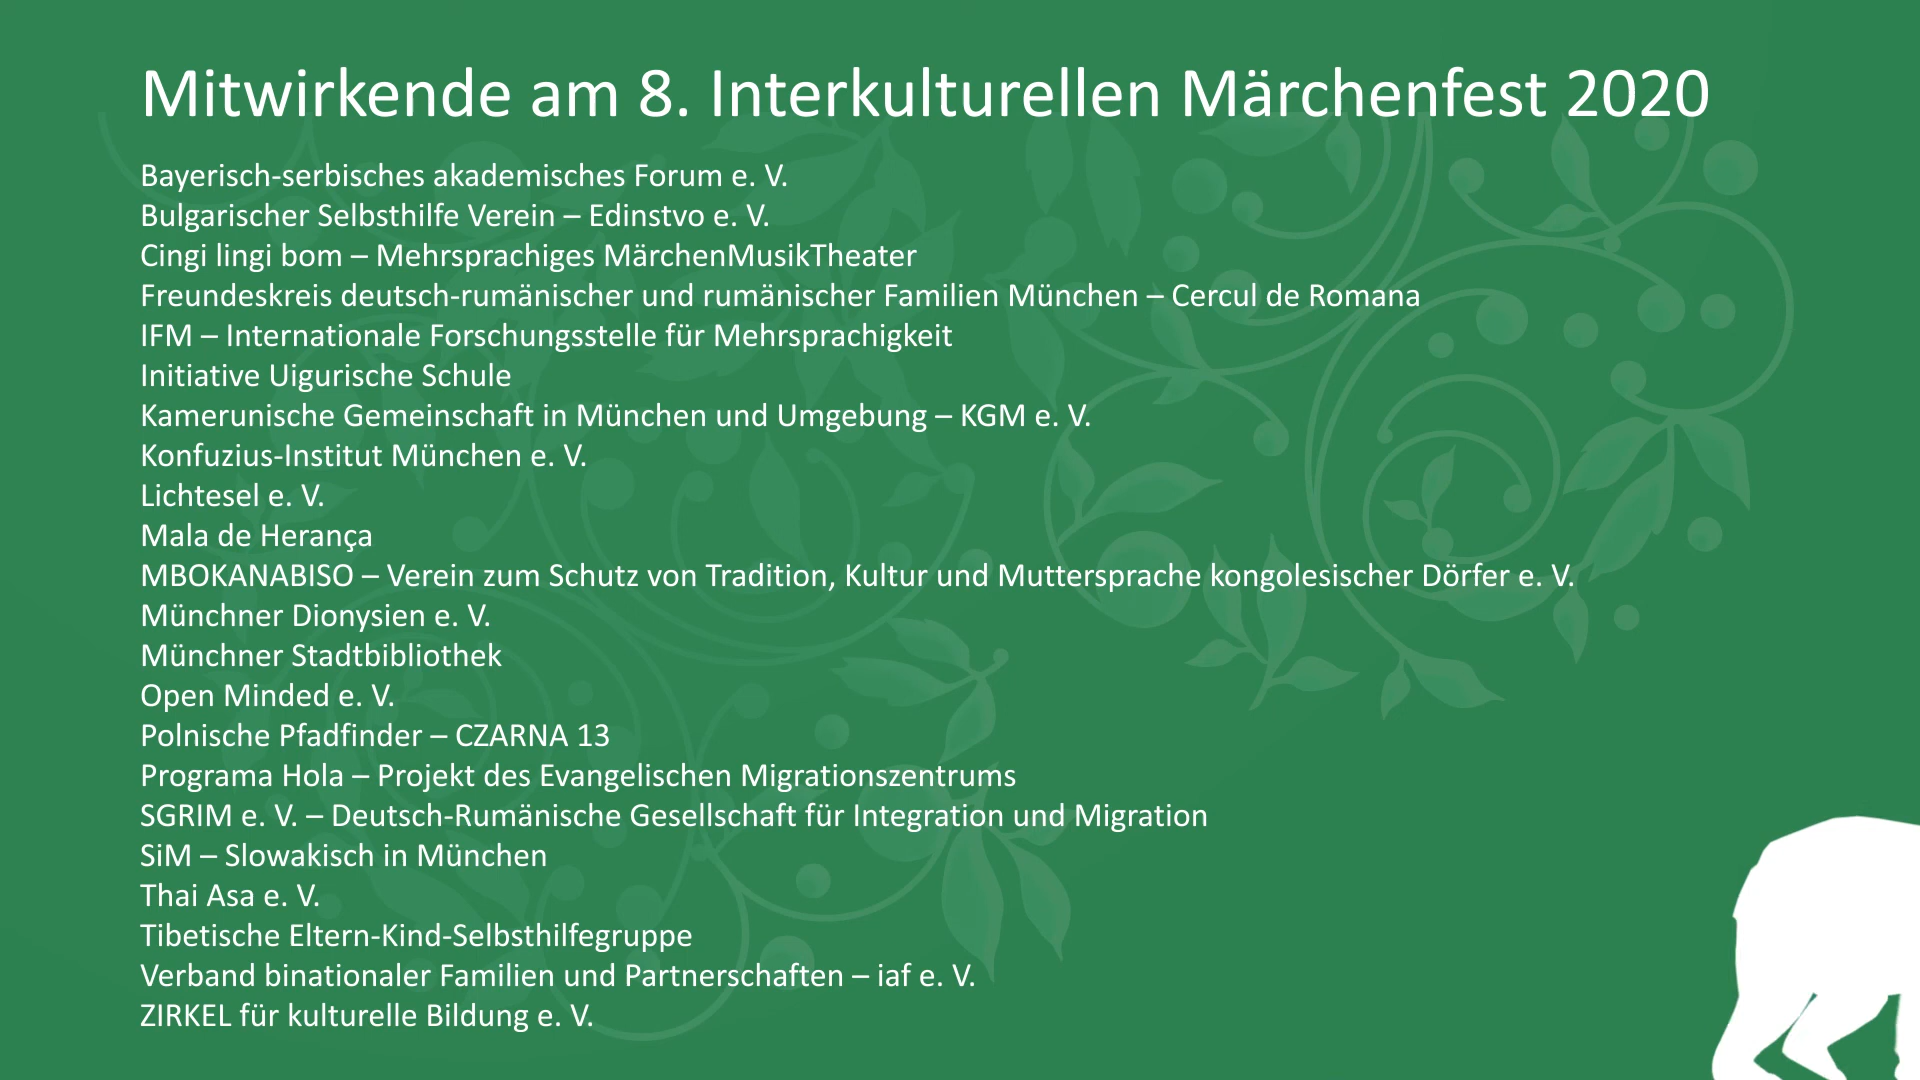 Mitwirkende am 8. Interkulturellen Märchenfest 2020
Bayerisch-serbisches akademisches Forum e. V.
Bulgarischer Selbsthilfe Verein – Edinstvo e. V.
Cingi lingi bom – Mehrsprachiges MärchenMusikTheater
Freundeskreis deutsch-rumänischer und rumänischer Familien München – Cercul de Romana
IFM – Internationale Forschungsstelle für Mehrsprachigkeit
Initiative Uigurische Schule
Kamerunische Gemeinschaft in München und Umgebung – KGM e. V.
Konfuzius-Institut München e. V.
Lichtesel e. V.
Mala de Herança
MBOKANABISO – Verein zum Schutz von Tradition, Kultur und Muttersprache kongolesischer Dörfer e. V.
Münchner Dionysien e. V.
Münchner Stadtbibliothek
Open Minded e. V.
Polnische Pfadfinder – CZARNA 13
Programa Hola – Projekt des Evangelischen Migrationszentrums
SGRIM e. V. – Deutsch-Rumänische Gesellschaft für Integration und Migration
SiM – Slowakisch in München
Thai Asa e. V.
Tibetische Eltern-Kind-Selbsthilfegruppe
Verband binationaler Familien und Partnerschaften – iaf e. V.
ZIRKEL für kulturelle Bildung e. V.